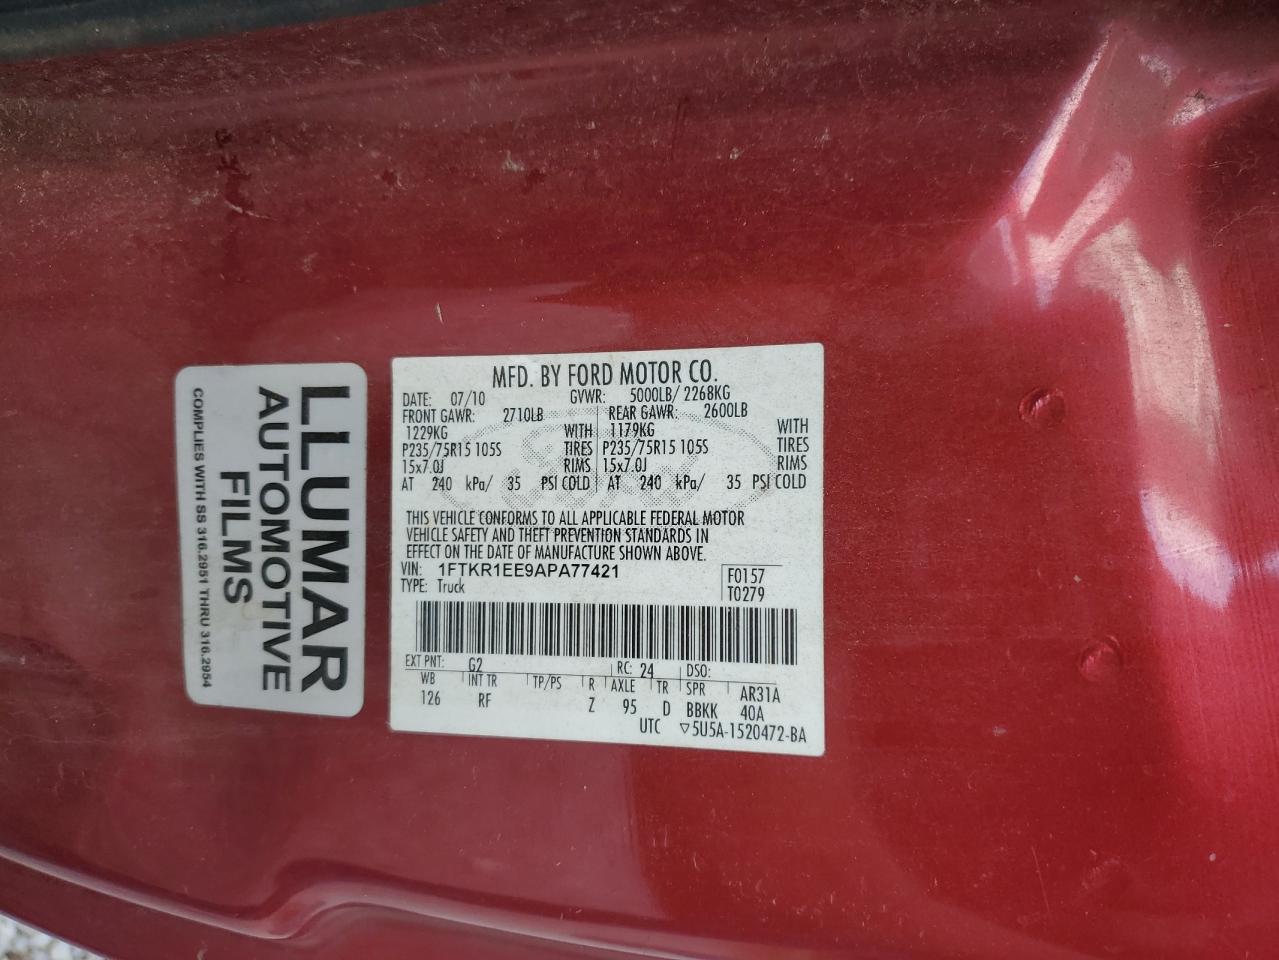 LLUMAR
AUTOMOTIVE
FILMS
COMPLIES WITH SS 316.2951 THRU 316.2954
MFD. BY FORD MOTOR CO.
DATE: 07/10 GVWR: 5000LB/ 2268KG
FRONT GAWR: 2710LB REAR GAWR: 2600LB
1229KG WITH 1179KG WITH
P235/75R15 105S TIRES P235/75R15 105S TIRES
15x7.0J RIMS 15x7.0J RIMS
AT 240 kPa/ 35 PSI COLD AT 240 kPa/ 35 PSI COLD
THIS VEHICLE CONFORMS TO ALL APPLICABLE FEDERAL MOTOR
VEHICLE SAFETY AND THEFT PREVENTION STANDARDS IN
EFFECT ON THE DATE OF MANUFACTURE SHOWN ABOVE.
VIN: 1FTKR1EE9APA77421 F0157
TYPE: Truck T0279
EXT PNT: G2 RC: 24 DSO:
WB INT TR TP/PS R AXLE TR SPR AR31A
126 RF Z 95 D BBKK 40A
UTC ▽5U5A-1520472-BA